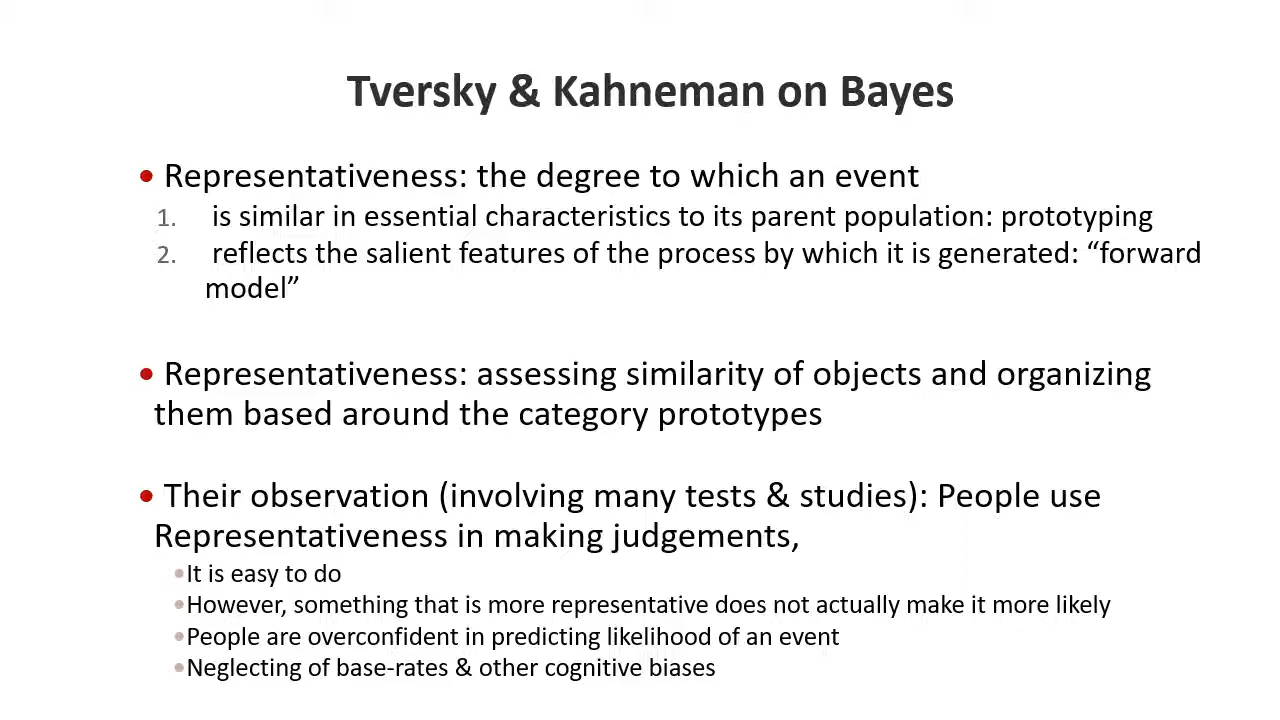 Tversky & Kahneman on Bayes
• Representativeness: the degree to which an event
1. is similar in essential characteristics to its parent population: prototyping
2. reflects the salient features of the process by which it is generated: “forward
model”
• Representativeness: assessing similarity of objects and organizing
them based around the category prototypes
• Their observation (involving many tests & studies): People use
Representativeness in making judgements,
•It is easy to do
•However, something that is more representative does not actually make it more likely
•People are overconfident in predicting likelihood of an event
•Neglecting of base-rates & other cognitive biases